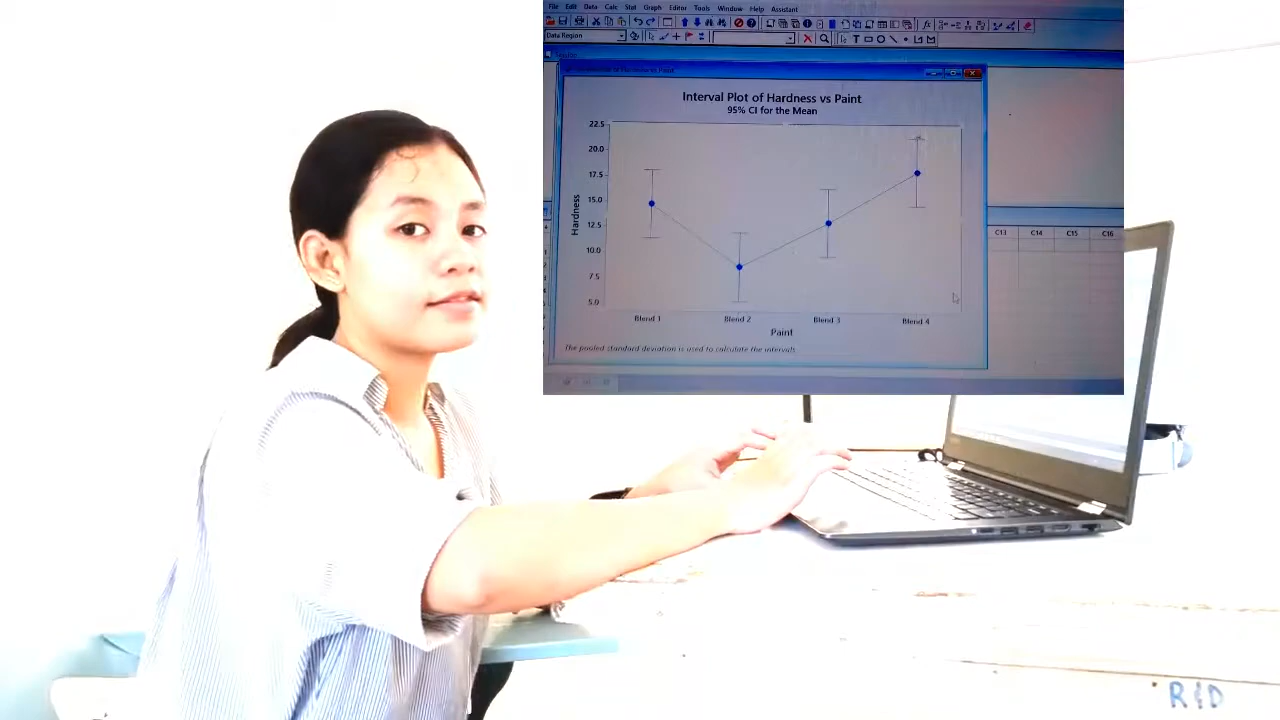 File Edit Data Calc Stat Graph Editor Tools Window Help Assistant
Data Region
Interval Plot of Hardness vs Paint
95% CI for the Mean
22.5
20.0
17.5
15.0
12.5
10.0
7.5
5.0
Hardness
Blend 1 Blend 2 Blend 3 Blend 4
Paint
The pooled standard deviation is used to calculate the intervals.
C13 C14 C15 C16
R&D